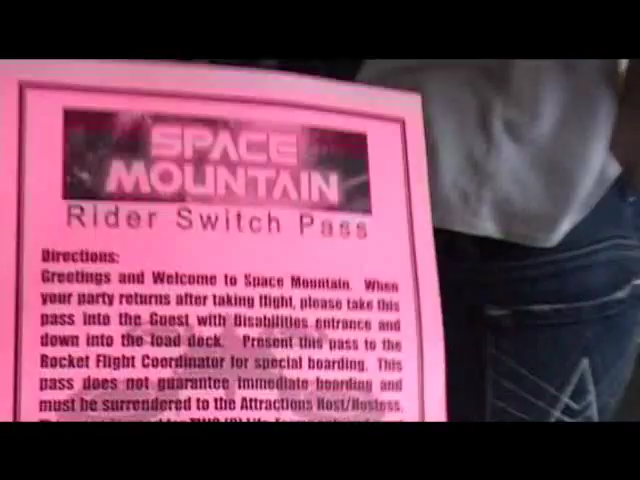 SPACE
MOUNTAIN
Rider Switch Pass
Directions:
Greetings and Welcome to Space Mountain. When
your party returns after taking flight, please take this
pass into the Guest with Disabilities entrance and
down into the load dock. Present this pass to the
Rocket Flight Coordinator for special boarding. This
pass does not guarantee immediate boarding and
must be surrendered to the Attractions Host/Hostess.